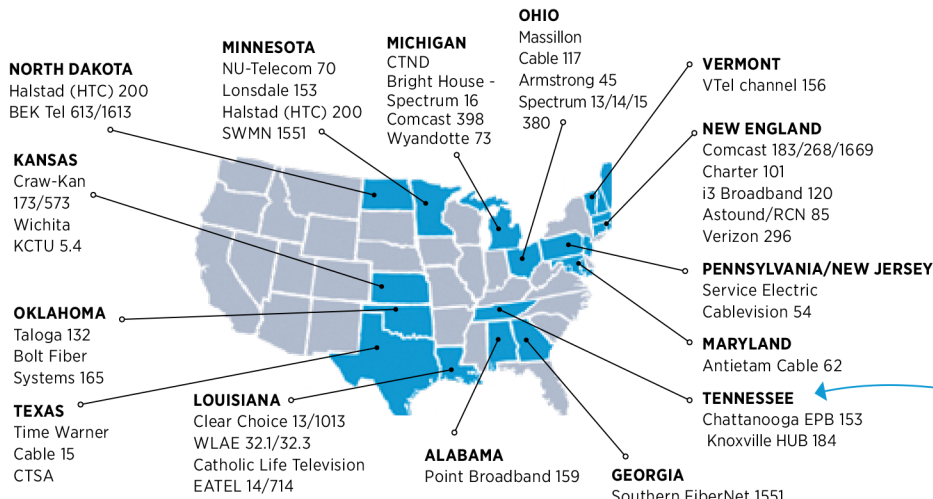 NORTH DAKOTA
Halstad (HTC) 200
BEK Tel 613/1613
MINNESOTA
NU-Telecom 70
Lonsdale 153
Halstad (HTC) 200
SWMN 1551
MICHIGAN
CTND
Bright House -
Spectrum 16
Comcast 398
Wyandotte 73
OHIO
Massillon
Cable 117
Armstrong 45
Spectrum 13/14/15
380
VERMONT
VTel channel 156
NEW ENGLAND
Comcast 183/268/1669
Charter 101
i3 Broadband 120
Astound/RCN 85
Verizon 296
KANSAS
Craw-Kan
173/573
Wichita
KCTU 5.4
PENNSYLVANIA/NEW JERSEY
Service Electric
Cablevision 54
OKLAHOMA
Taloga 132
Bolt Fiber
Systems 165
MARYLAND
Antietam Cable 62
TEXAS
Time Warner
Cable 15
CTSA
LOUISIANA
Clear Choice 13/1013
WLAE 32.1/32.3
Catholic Life Television
EATEL 14/714
TENNESSEE
Chattanooga EPB 153
Knoxville HUB 184
ALABAMA
Point Broadband 159
GEORGIA
Southern FiberNet 1551